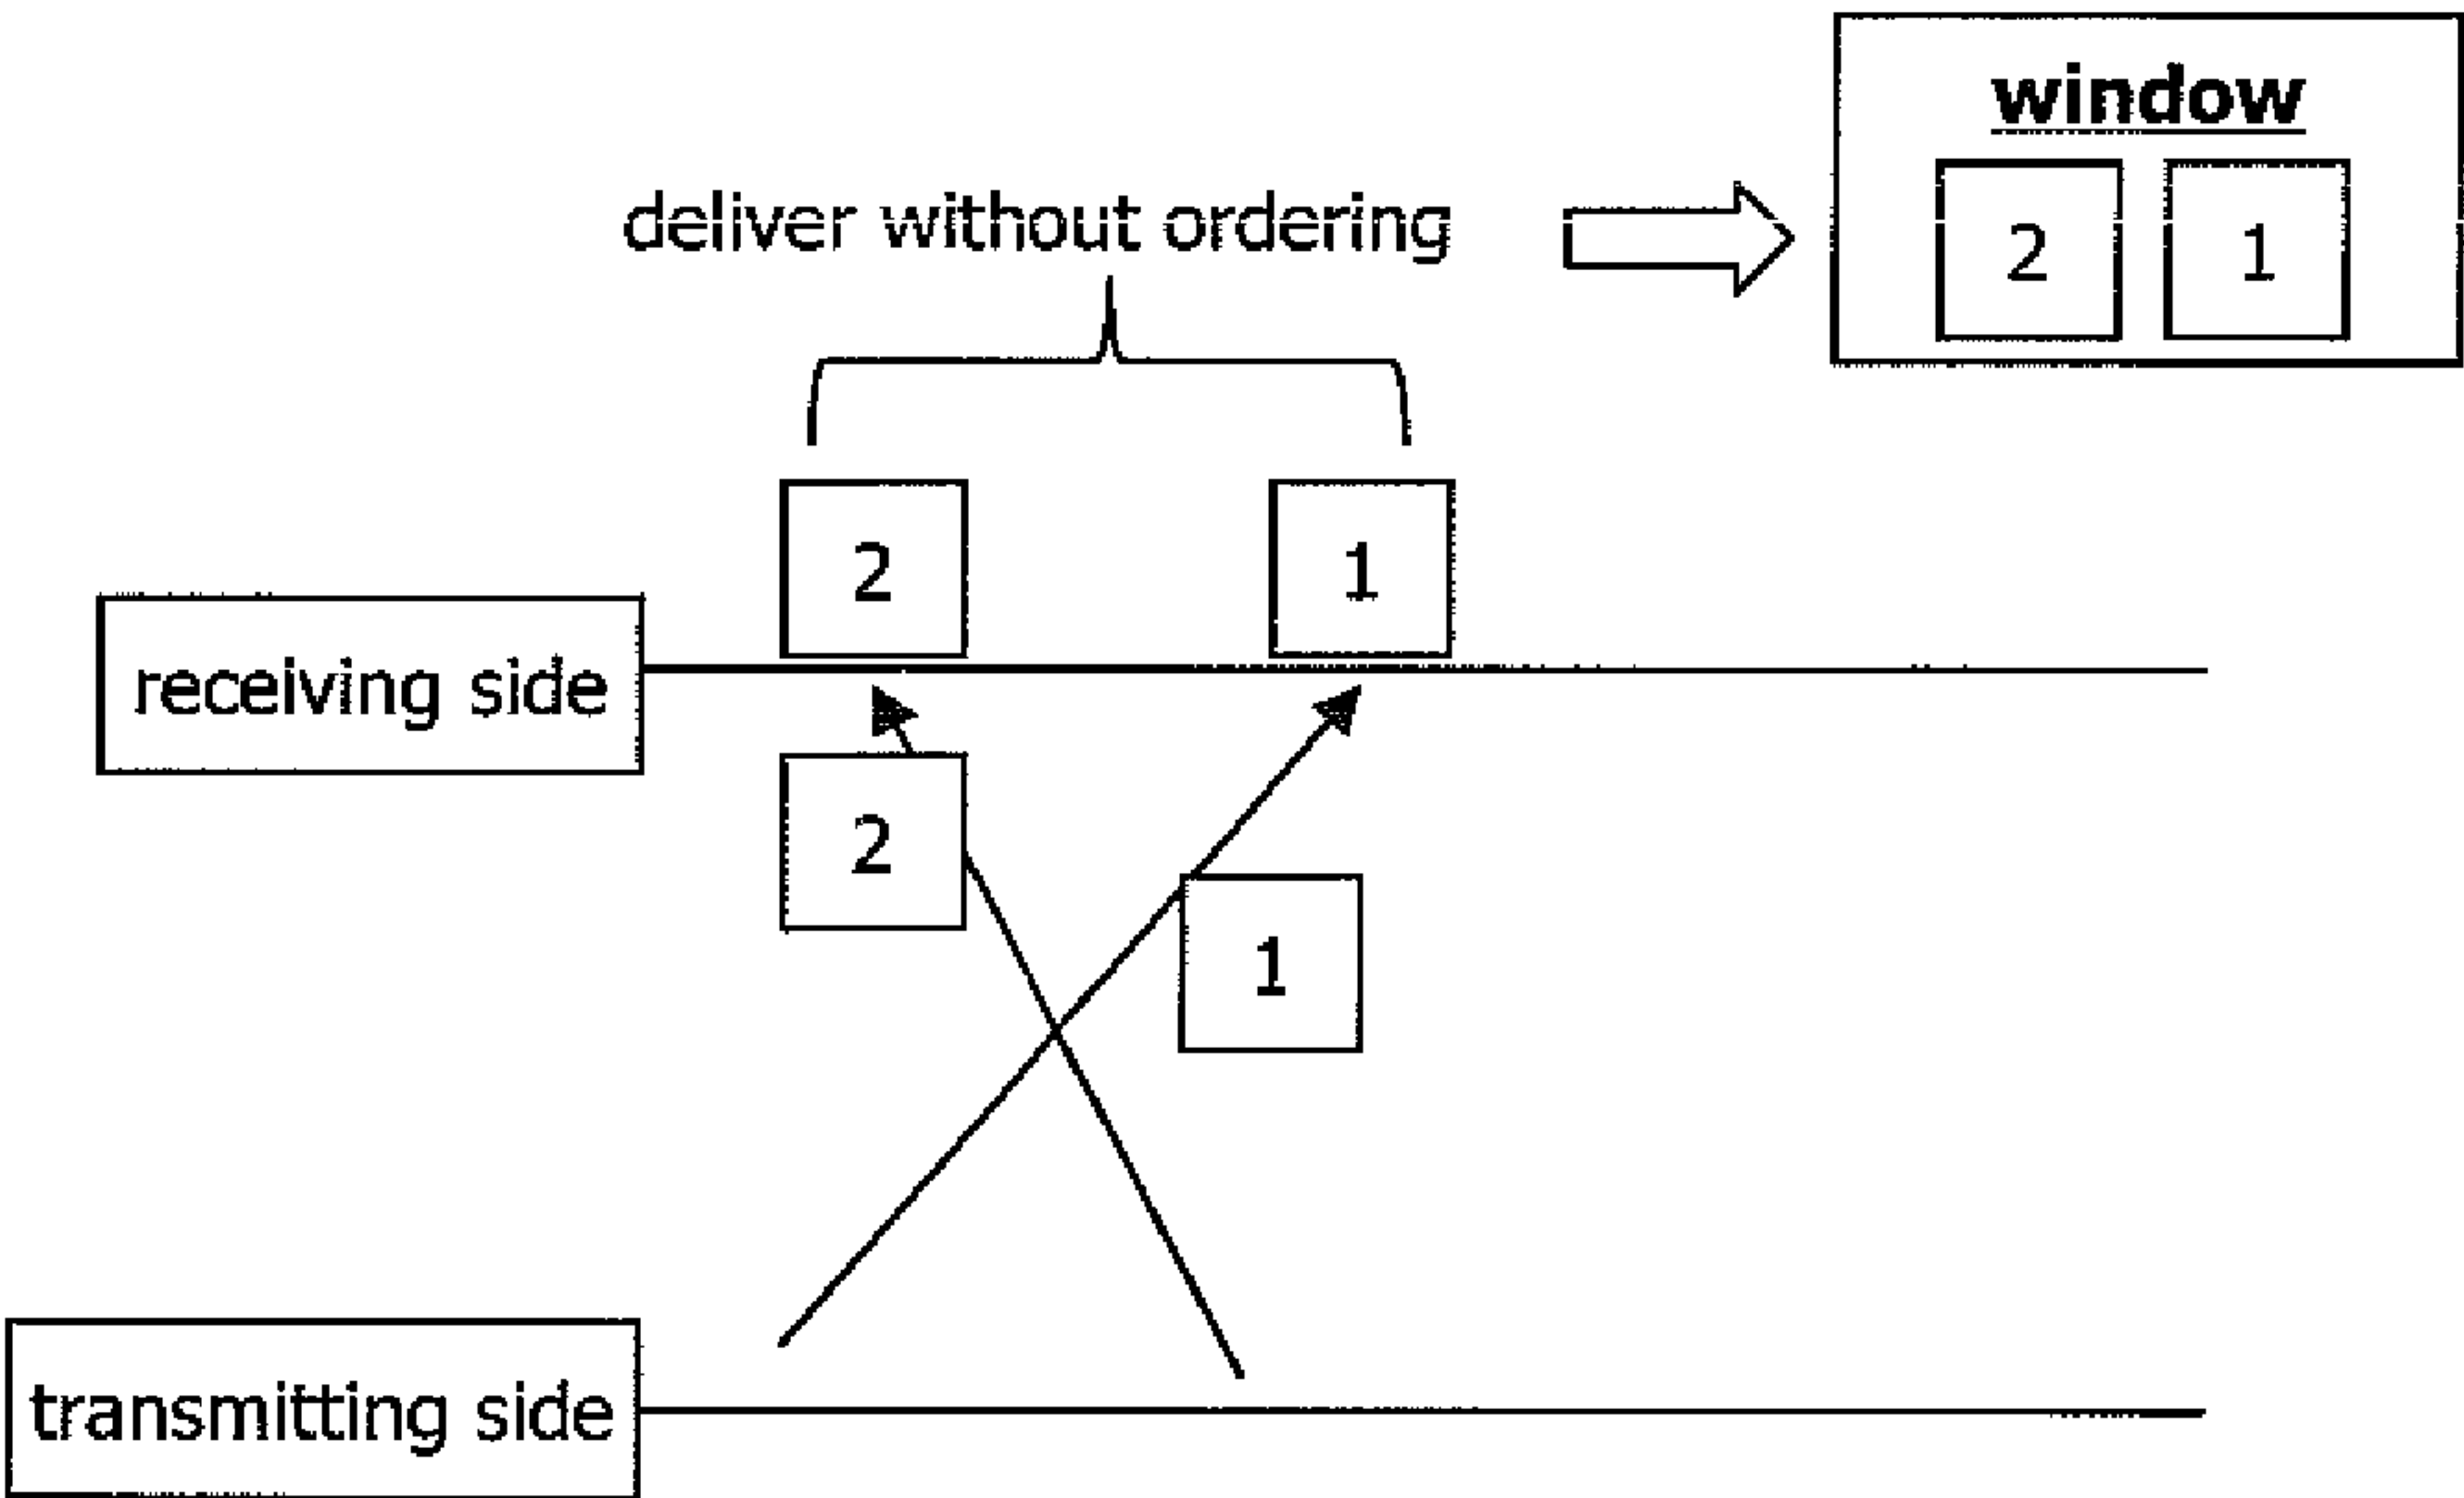 window
deliver without ordering
2 1
2 1
receiving side
2
1
transmitting side